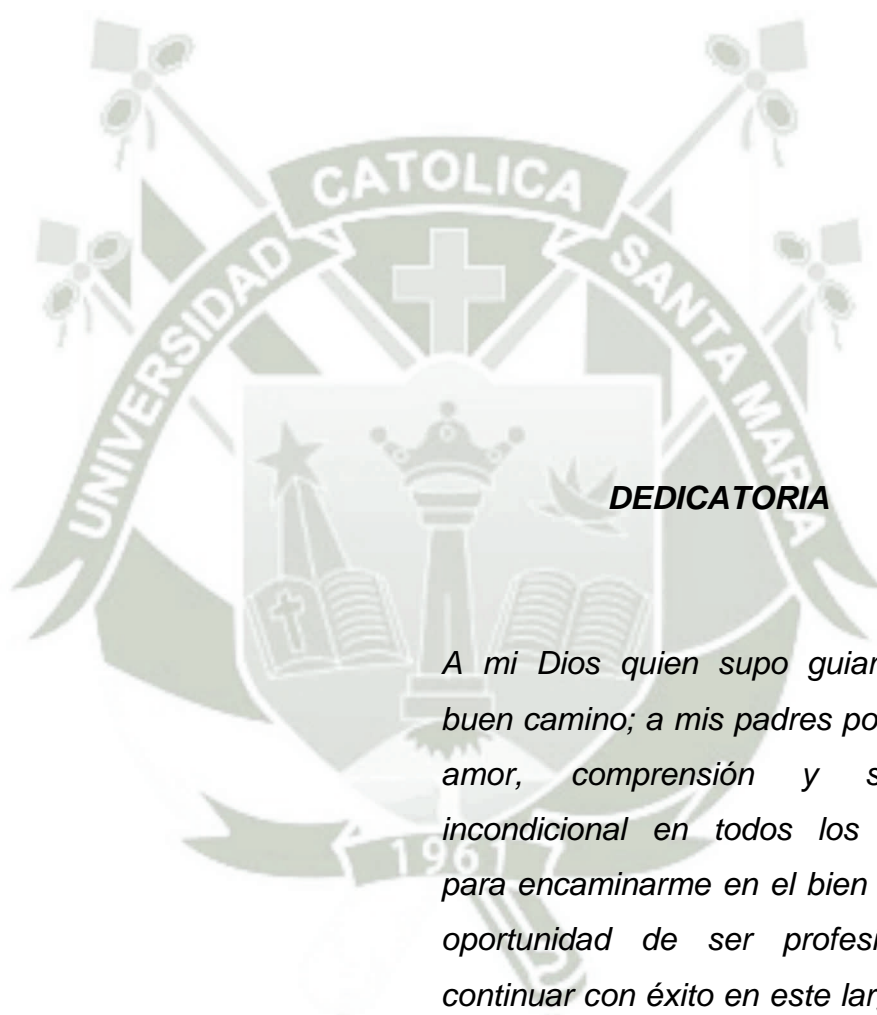 UNIVERSIDAD CATOLICA SANTA MARIA
DEDICATORIA
A mi Dios quien supo guiar
buen camino; a mis padres po
amor, comprensión y s
incondicional en todos los
para encaminarme en el bien
oportunidad de ser profes
continuar con éxito en este lar
1961